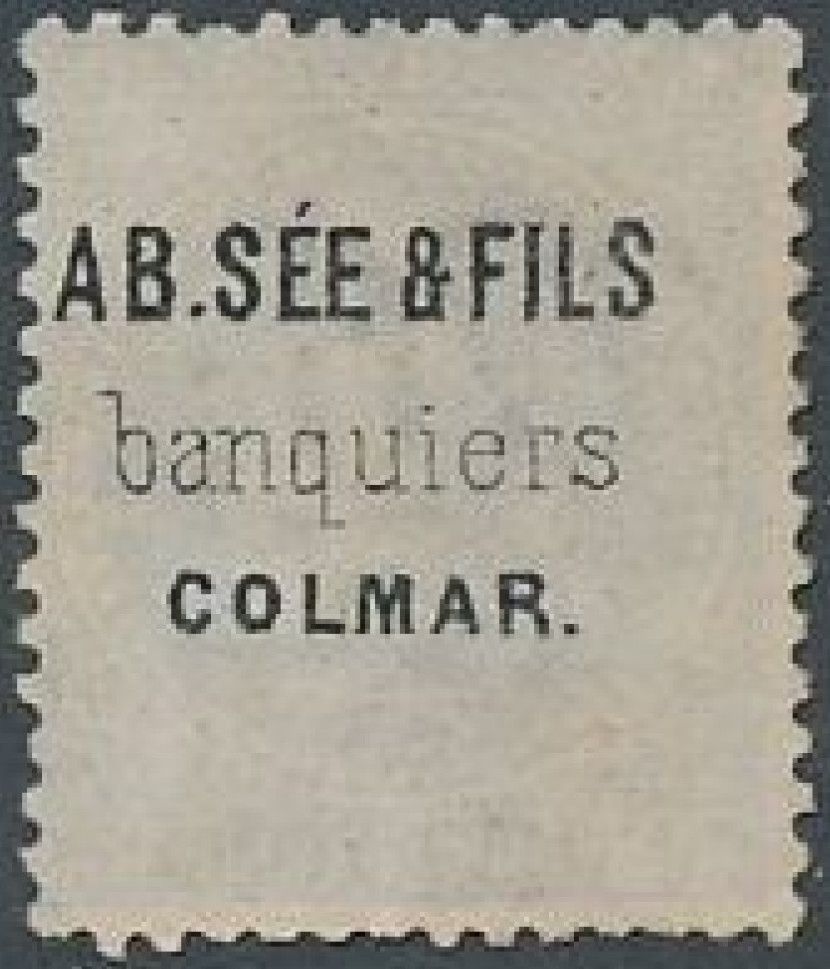 AB.SÉE & FILS
banquiers
COLMAR.